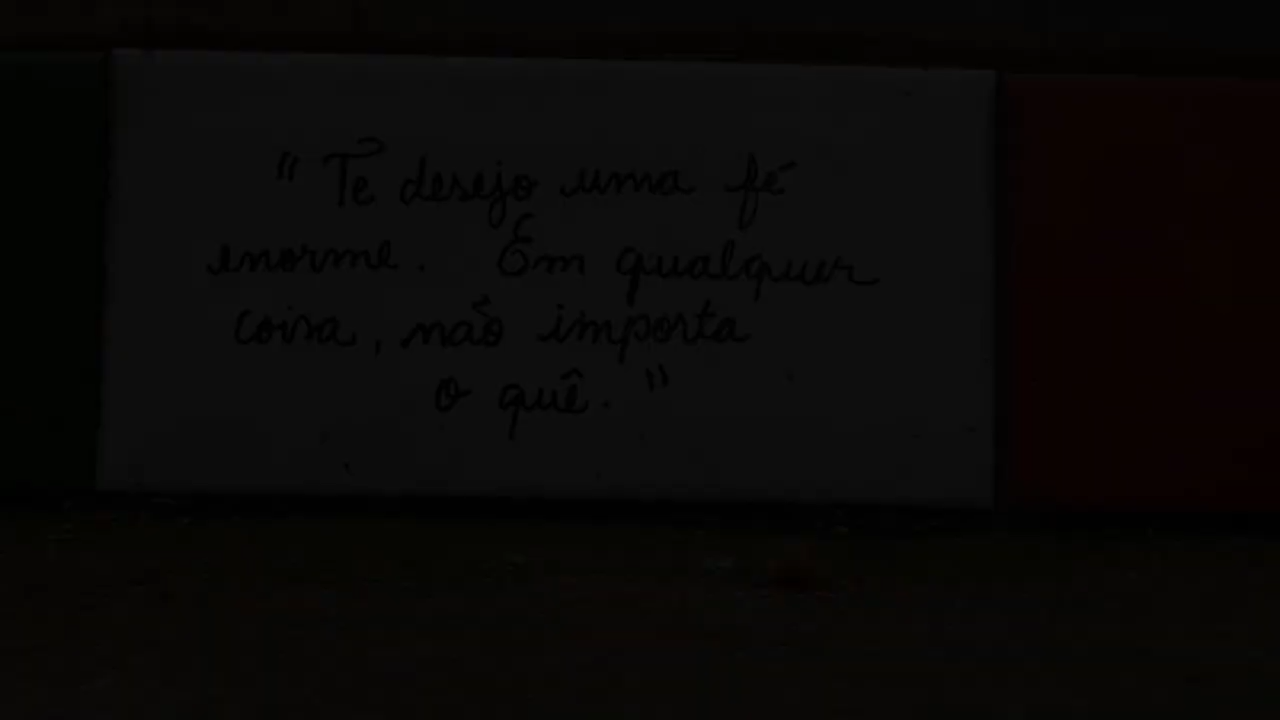 " Te desejo uma fé
enorme. Em qualquer
coisa, não importa
o quê. "